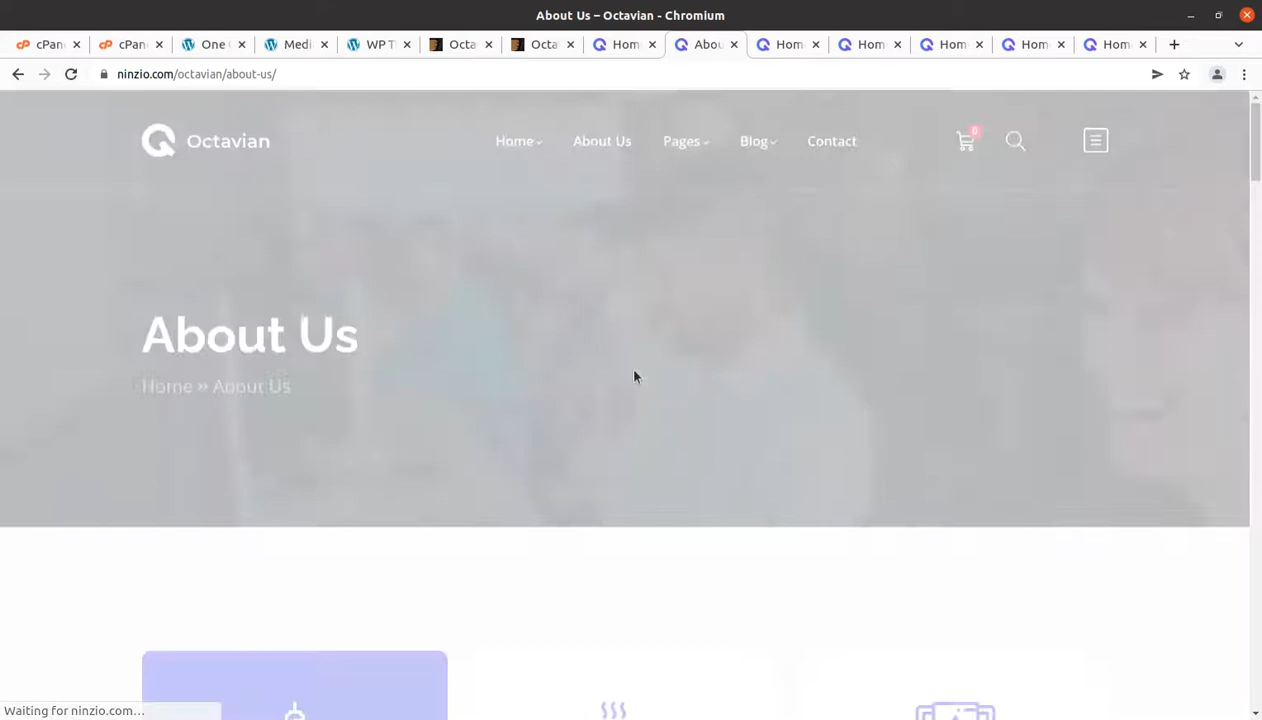 About Us – Octavian - Chromium
cPan
cPan
One
Medi
WP T
Octa
Octa
Hom
Abou
Hom
Hom
Hom
Hom
Hom
ninzio.com/octavian/about-us/
Octavian
Home
About Us
Pages
Blog
Contact
0
About Us
Home » About Us
Waiting for ninzio.com...